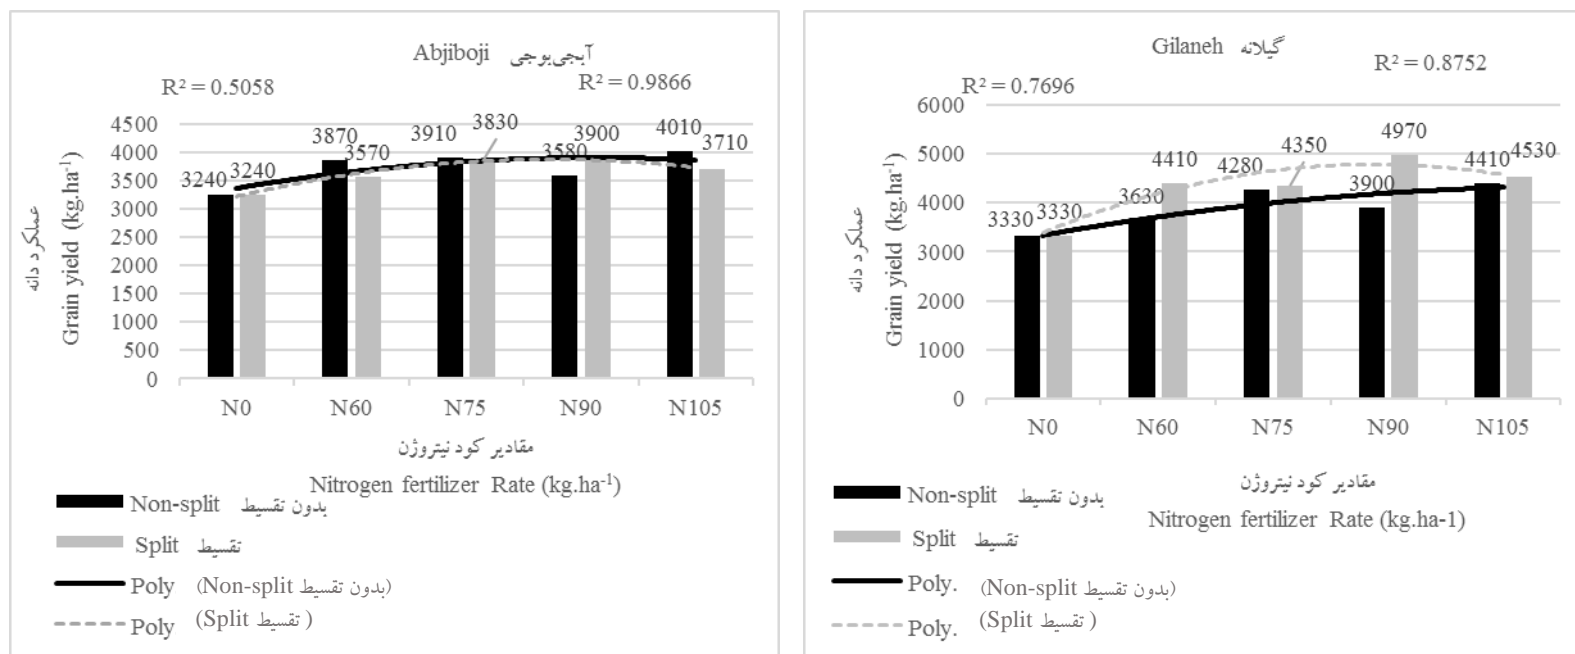 آبجی‌بوجی Abjiboji
R² = 0.5058
R² = 0.9866
4500
4000
3500
3000
2500
2000
1500
1000
500
0
3240
3240
3870
3570
3910
3830
3580
3900
4010
3710
عملکرد دانه
Grain yield (kg.ha⁻¹)
N0 N60 N75 N90 N105
مقادیر کود نیتروژن
Nitrogen fertilizer Rate (kg.ha⁻¹)
Non-split بدون تقسیط
Split تقسیط
Poly (Non-split بدون تقسیط)
Poly (Split تقسیط )
گیلانه Gilaneh
R² = 0.7696
R² = 0.8752
6000
5000
4000
3000
2000
1000
0
3330
3330
3630
4410
4280
4350
3900
4970
4410
4530
عملکرد دانه
Grain yield (kg.ha⁻¹)
N0 N60 N75 N90 N105
مقادیر کود نیتروژن
Nitrogen fertilizer Rate (kg.ha-1)
Non-split بدون تقسیط
Split تقسیط
Poly. (Non-split بدون تقسیط)
Poly. (Split تقسیط )